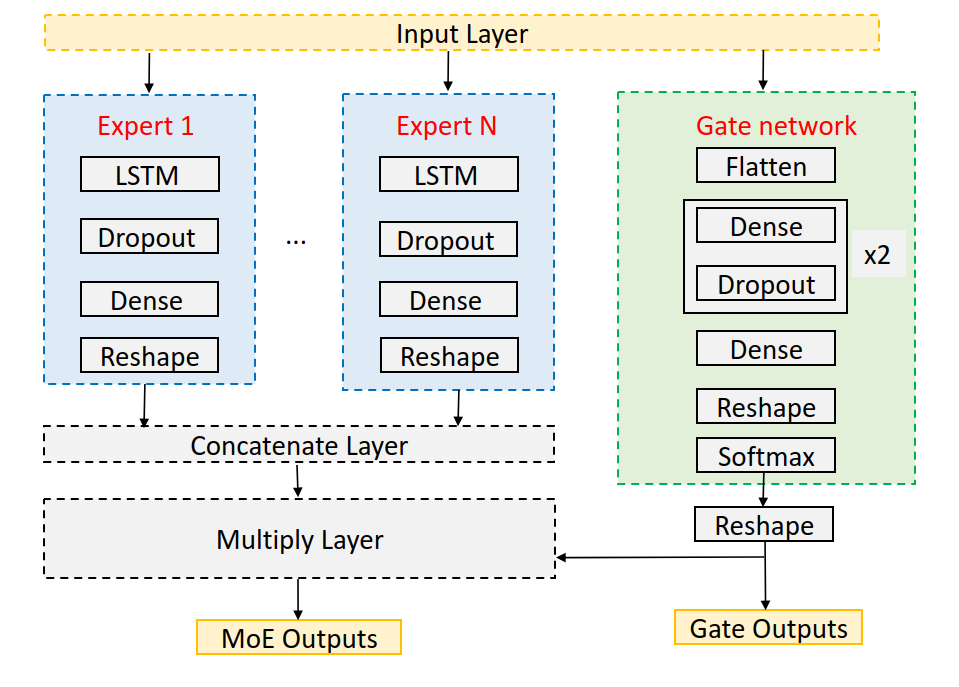 Input Layer
Expert 1
LSTM
Dropout
Dense
Reshape
...
Expert N
LSTM
Dropout
Dense
Reshape
Gate network
Flatten
Dense
Dropout
x2
Dense
Reshape
Softmax
Concatenate Layer
Multiply Layer
Reshape
MoE Outputs
Gate Outputs